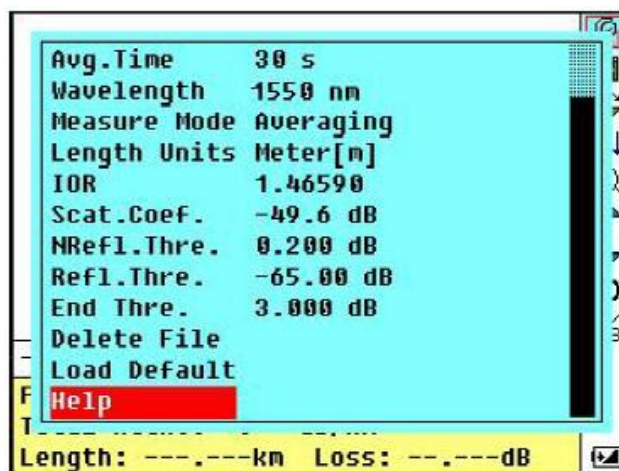 Avg.Time 30 s
Wavelength 1550 nm
Measure Mode Averaging
Length Units Meter[m]
IOR 1.46590
Scat.Coef. -49.6 dB
NRefl.Thre. 0.200 dB
Refl.Thre. -65.00 dB
End Thre. 3.000 dB
Delete File
Load Default
Help
Length: ---.---km Loss: --.---dB